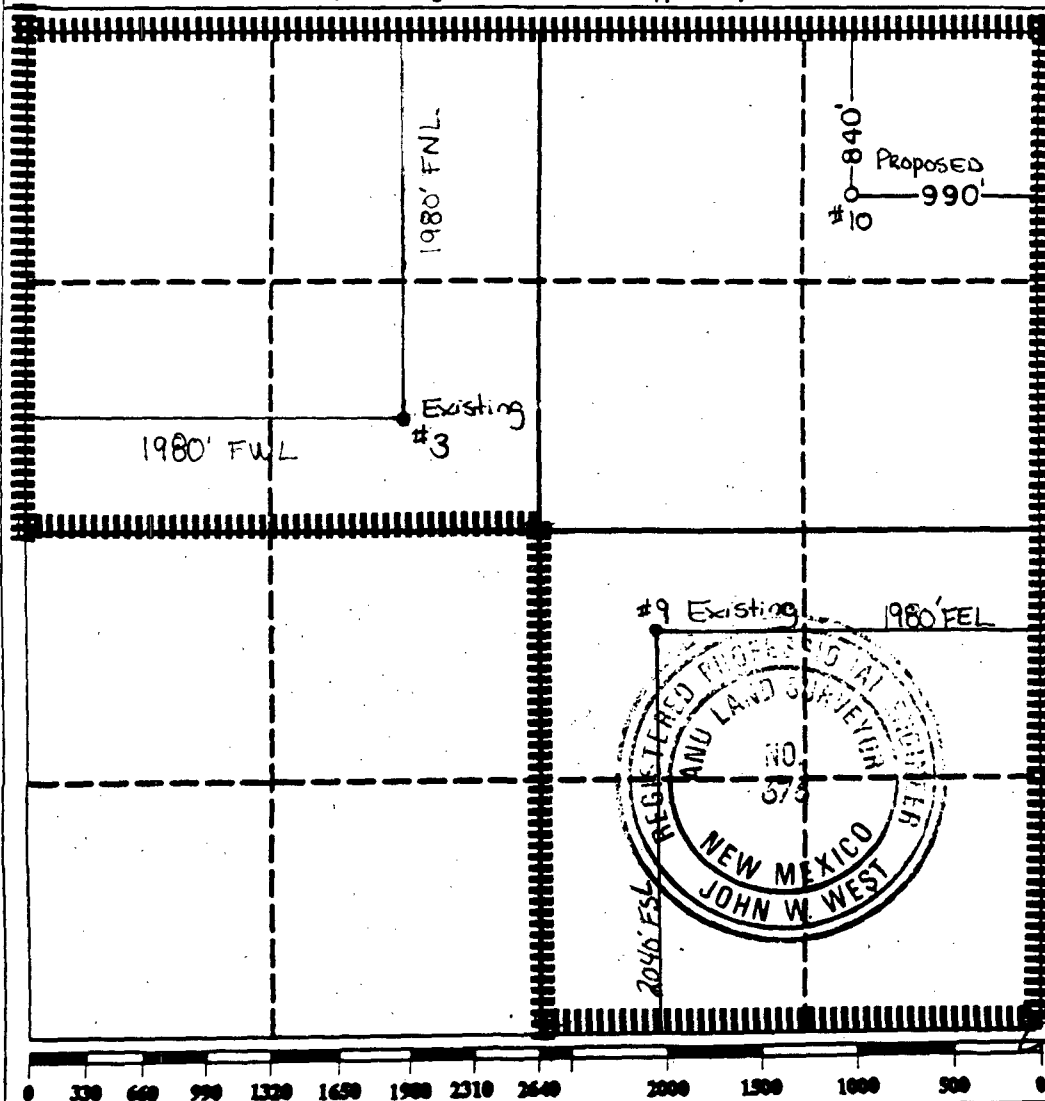 1980' FNL
840'
PROPOSED
990'
#10
Existing
#3
1980' FWL
#9 Existing
1980' FEL
REGISTERED PROFESSIONAL ENGINEER
AND LAND SURVEYOR
NO.
676
NEW MEXICO
JOHN W. WEST
2040' FSL
0 330 660 990 1320 1650 1980 2310 2640 2000 1500 1000 500 0